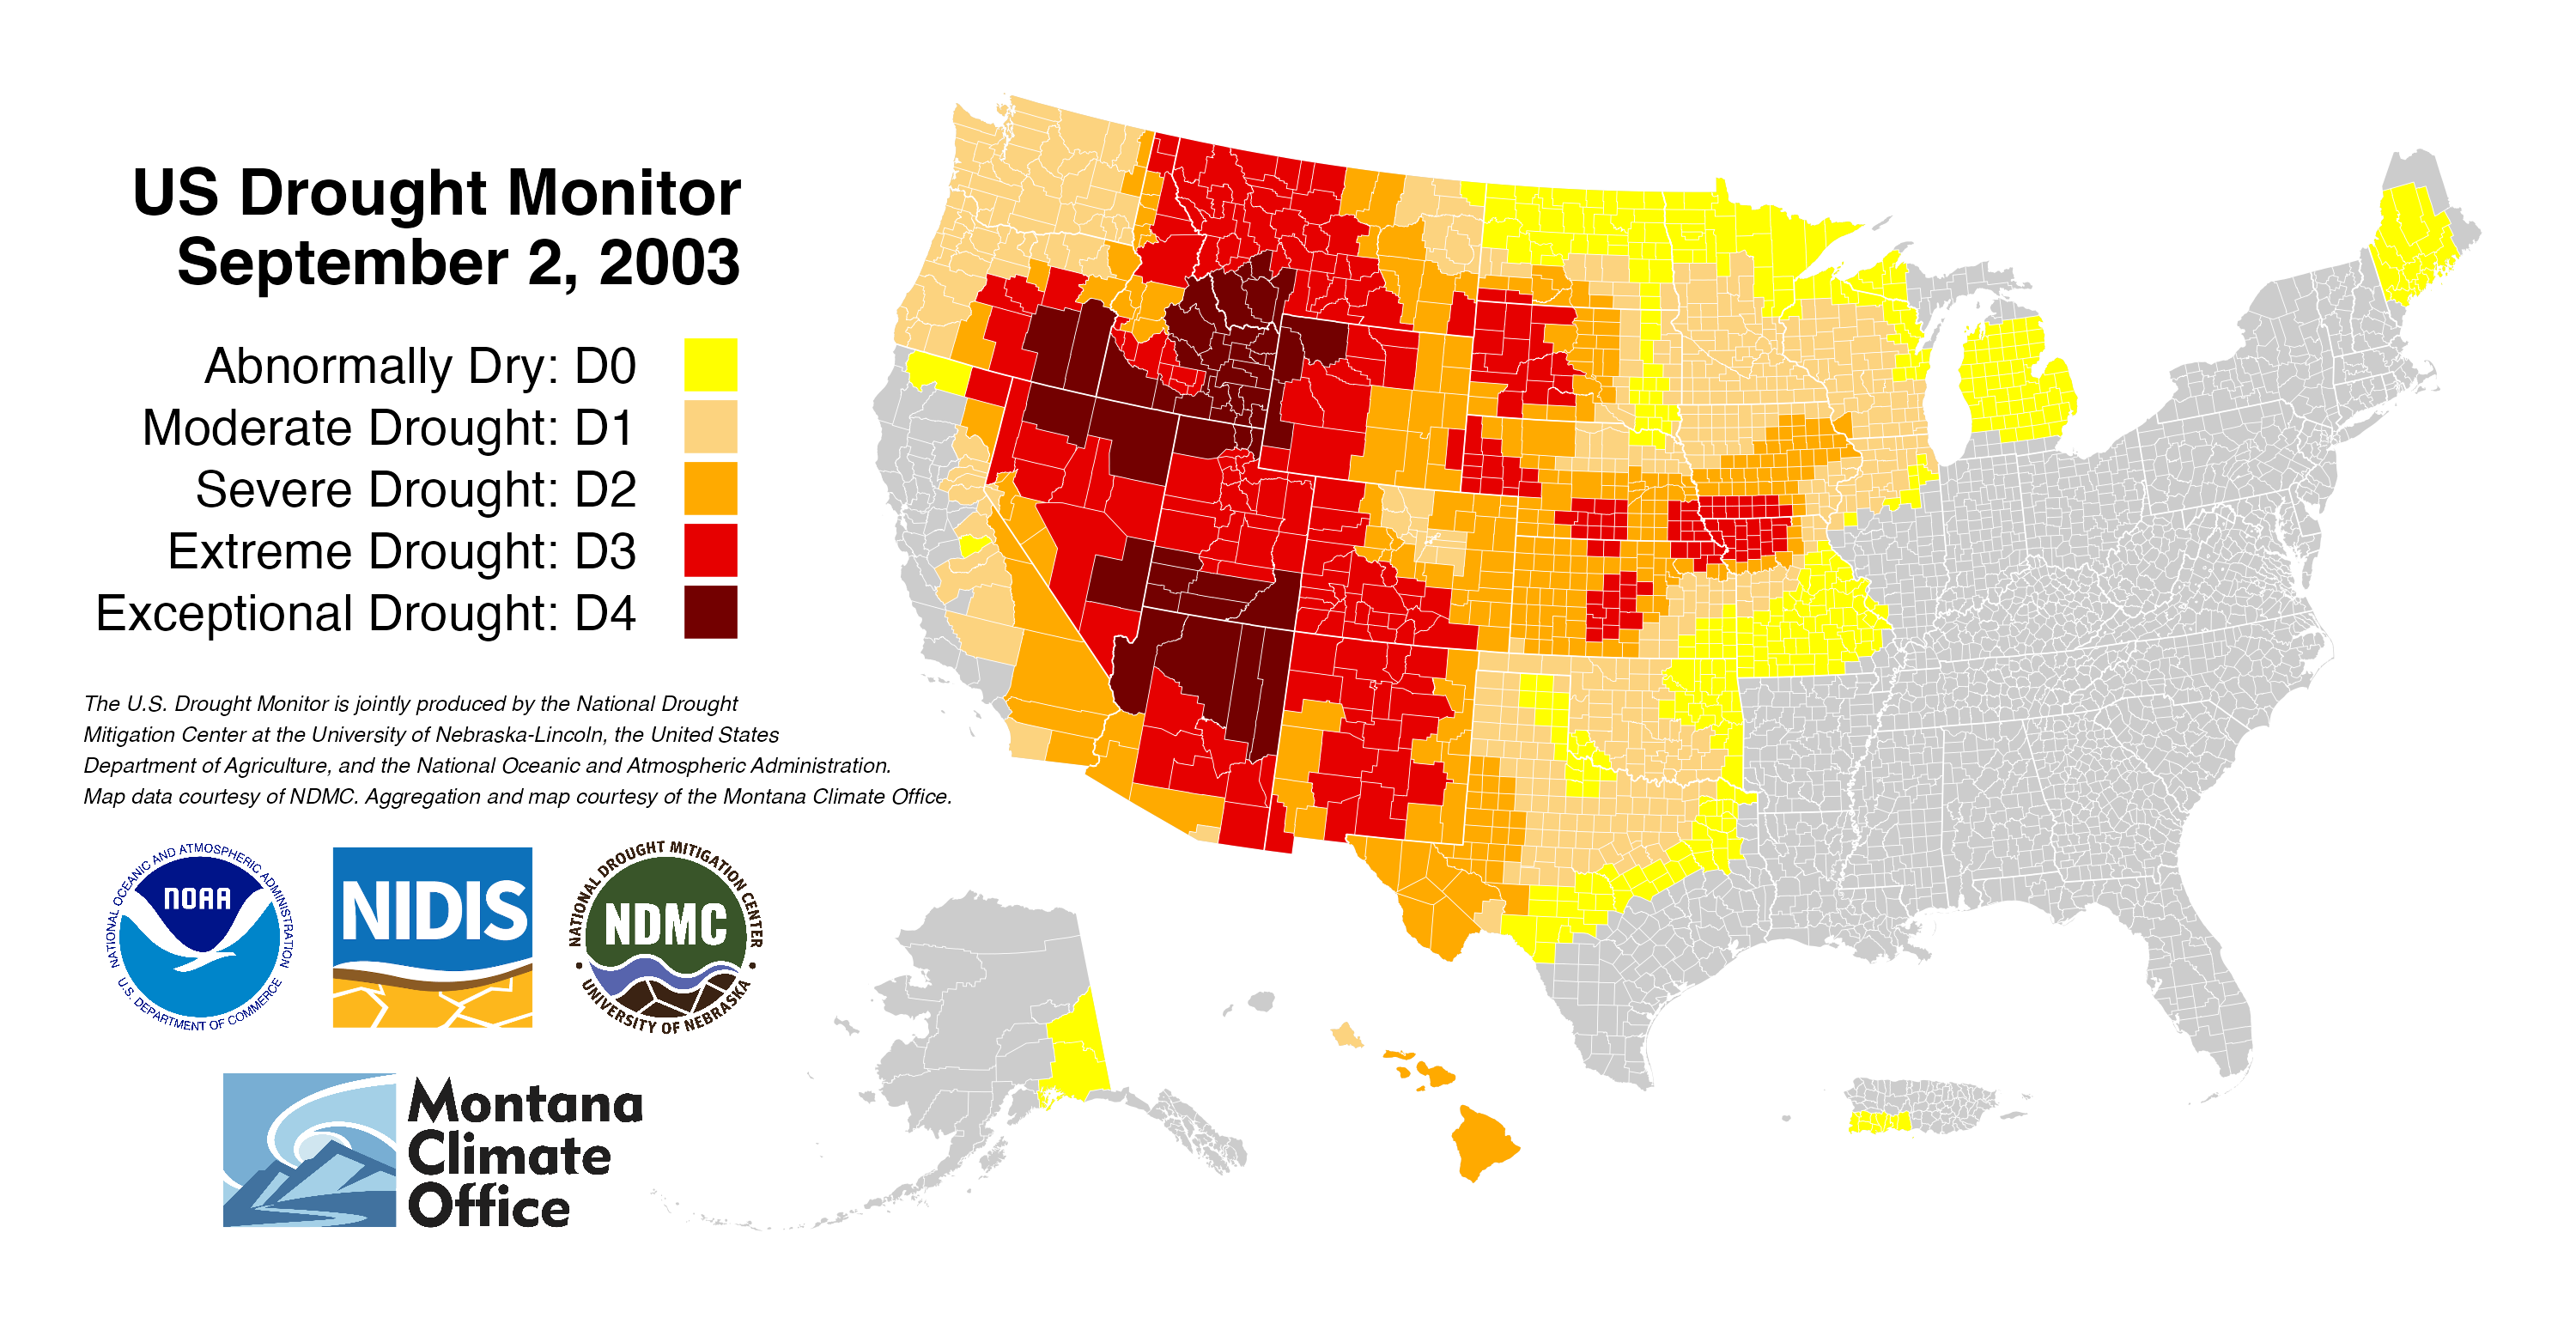 US Drought Monitor
September 2, 2003
Abnormally Dry: D0
Moderate Drought: D1
Severe Drought: D2
Extreme Drought: D3
Exceptional Drought: D4
The U.S. Drought Monitor is jointly produced by the National Drought
Mitigation Center at the University of Nebraska-Lincoln, the United States
Department of Agriculture, and the National Oceanic and Atmospheric Administration.
Map data courtesy of NDMC. Aggregation and map courtesy of the Montana Climate Office.
NATIONAL OCEANIC AND ATMOSPHERIC ADMINISTRATION
NOAA
U.S. DEPARTMENT OF COMMERCE
NIDIS
NATIONAL DROUGHT MITIGATION CENTER
NDMC
UNIVERSITY OF NEBRASKA
Montana
Climate
Office